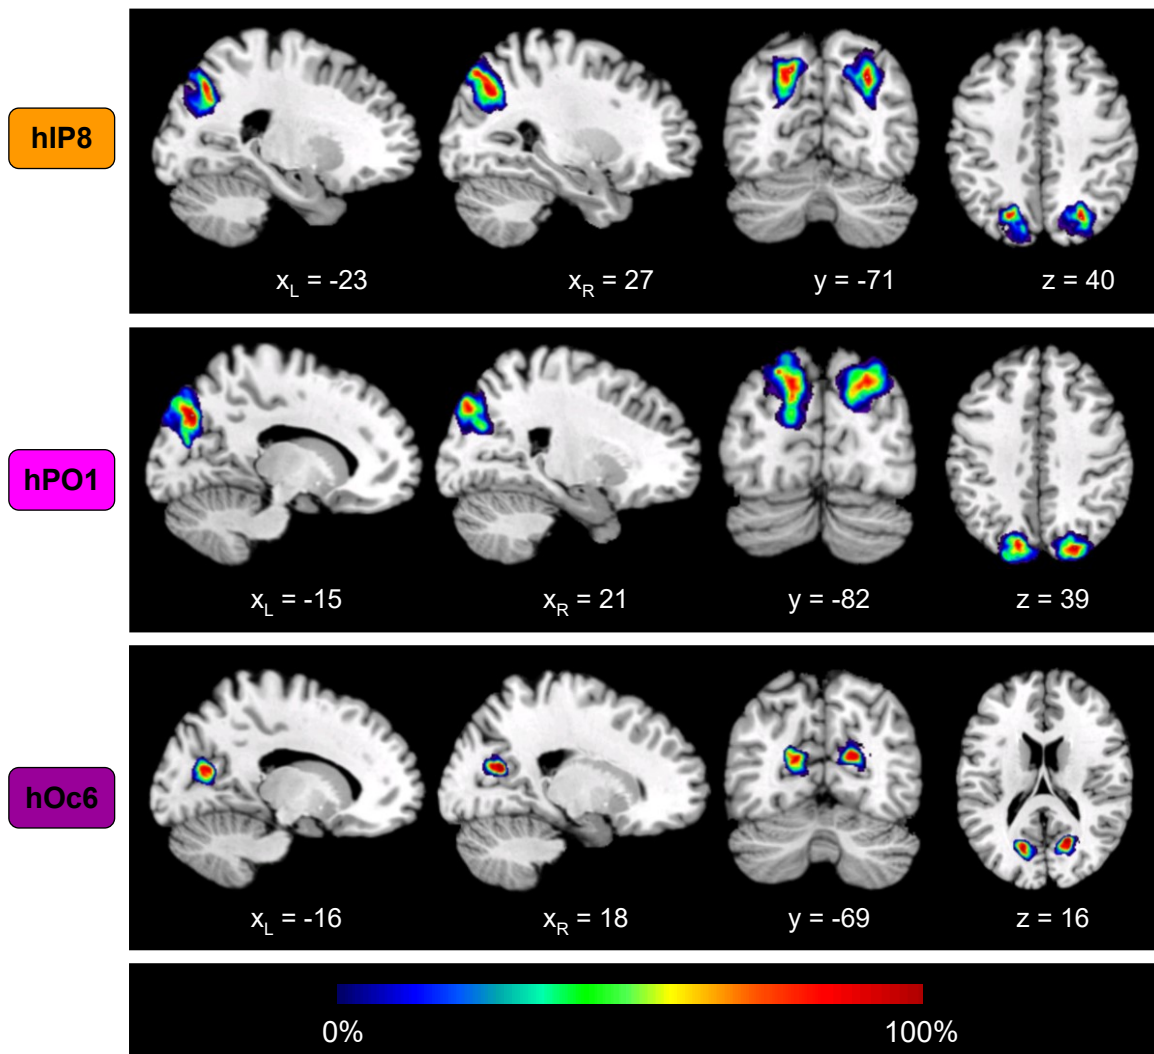 hIP8
x_L = -23
x_R = 27
y = -71
z = 40
hPO1
x_L = -15
x_R = 21
y = -82
z = 39
hOc6
x_L = -16
x_R = 18
y = -69
z = 16
0%
100%